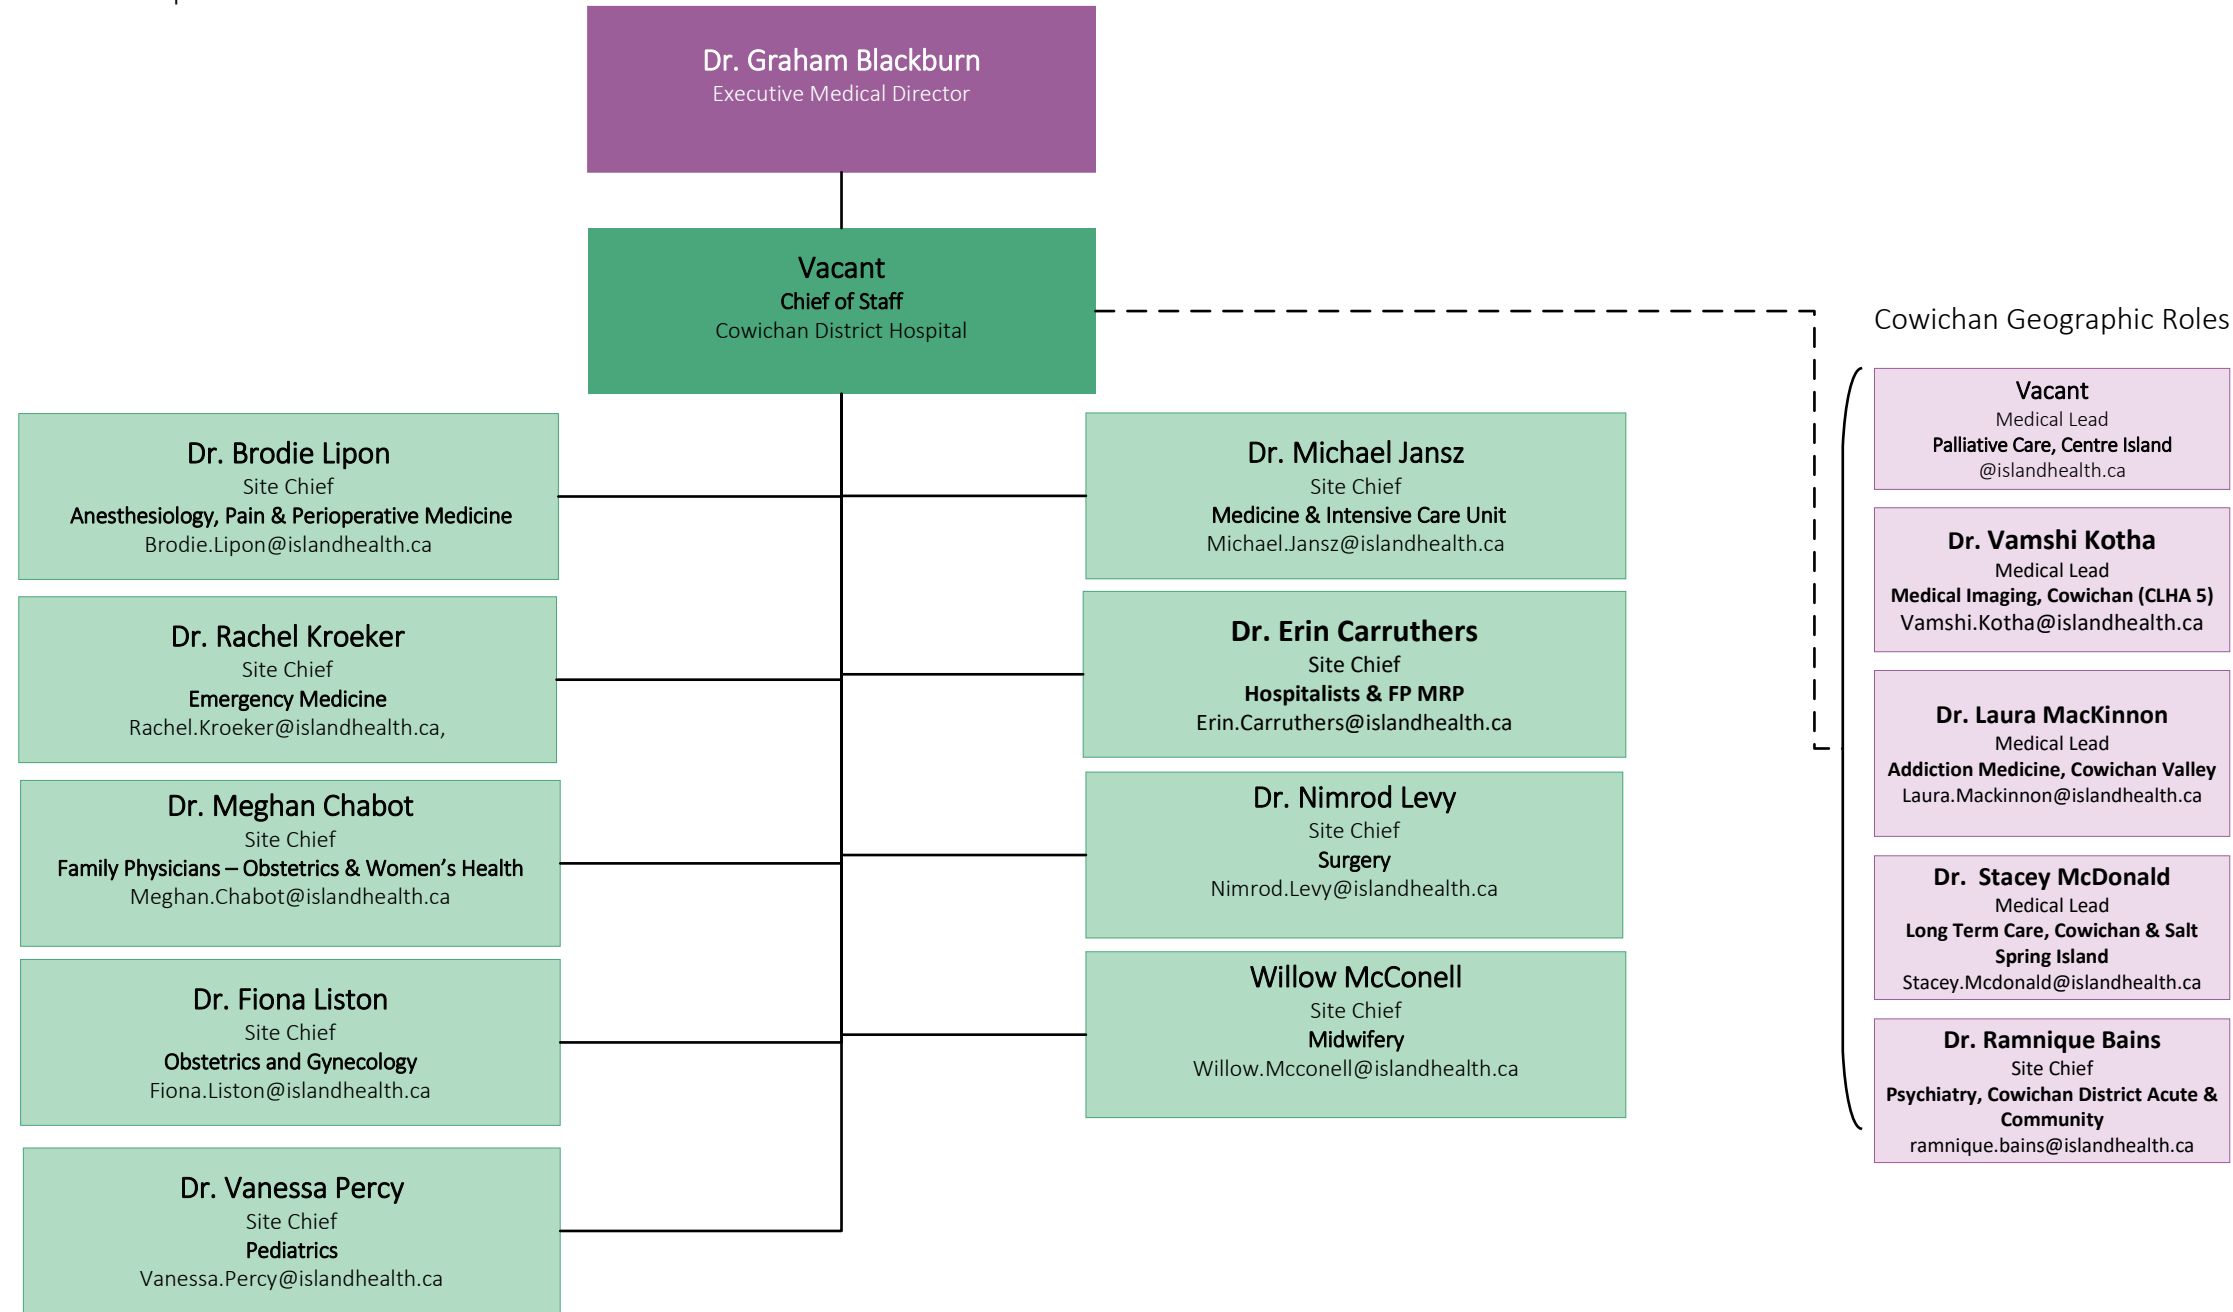 Dr. Graham Blackburn
Executive Medical Director
Vacant
Chief of Staff
Cowichan District Hospital
Dr. Brodie Lipon
Site Chief
Anesthesiology, Pain & Perioperative Medicine
Brodie.Lipon@islandhealth.ca
Dr. Rachel Kroeker
Site Chief
Emergency Medicine
Rachel.Kroeker@islandhealth.ca,
Dr. Meghan Chabot
Site Chief
Family Physicians – Obstetrics & Women’s Health
Meghan.Chabot@islandhealth.ca
Dr. Fiona Liston
Site Chief
Obstetrics and Gynecology
Fiona.Liston@islandhealth.ca
Dr. Vanessa Percy
Site Chief
Pediatrics
Vanessa.Percy@islandhealth.ca
Dr. Michael Jansz
Site Chief
Medicine & Intensive Care Unit
Michael.Jansz@islandhealth.ca
Dr. Erin Carruthers
Site Chief
Hospitalists & FP MRP
Erin.Carruthers@islandhealth.ca
Dr. Nimrod Levy
Site Chief
Surgery
Nimrod.Levy@islandhealth.ca
Willow McConell
Site Chief
Midwifery
Willow.Mcconell@islandhealth.ca
Cowichan Geographic Roles
Vacant
Medical Lead
Palliative Care, Centre Island
@islandhealth.ca
Dr. Vamshi Kotha
Medical Lead
Medical Imaging, Cowichan (CLHA 5)
Vamshi.Kotha@islandhealth.ca
Dr. Laura MacKinnon
Medical Lead
Addiction Medicine, Cowichan Valley
Laura.Mackinnon@islandhealth.ca
Dr.  Stacey McDonald
Medical Lead
Long Term Care, Cowichan & Salt
Spring Island
Stacey.Mcdonald@islandhealth.ca
Dr. Ramnique Bains
Site Chief
Psychiatry, Cowichan District Acute &
Community
ramnique.bains@islandhealth.ca